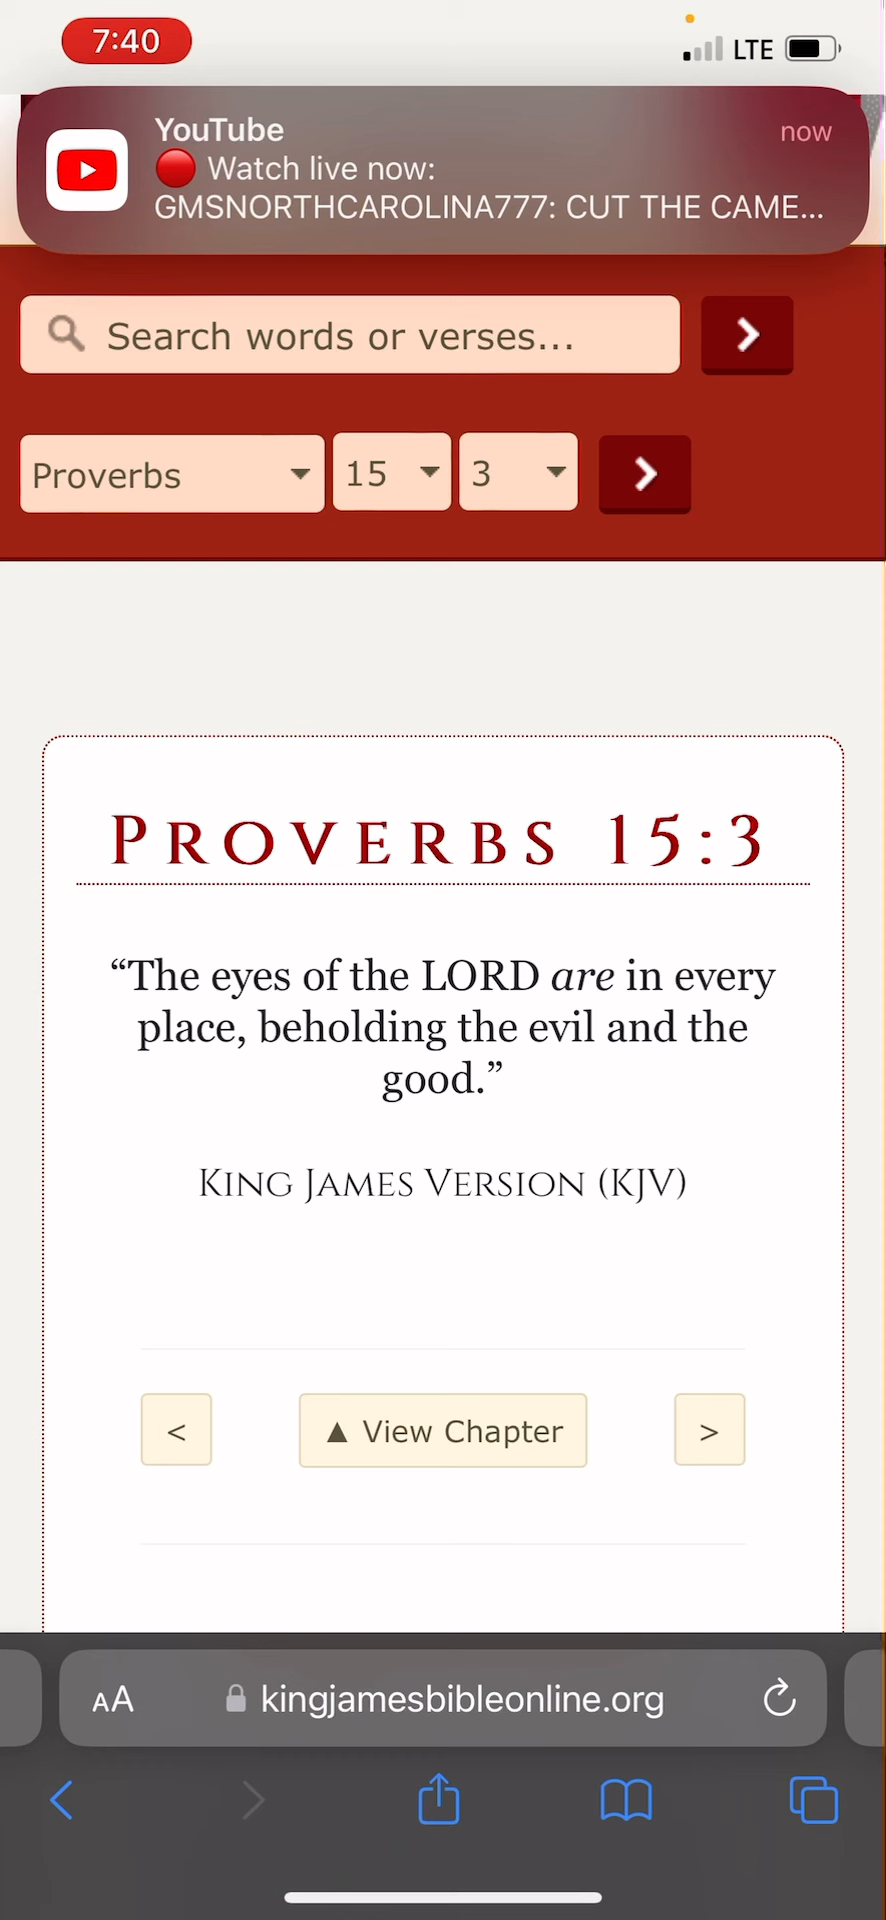 7:40
LTE
YouTube
now
🔴 Watch live now:
GMSNORTHCAROLINA777: CUT THE CAME...
Search words or verses...
Proverbs
15
3
PROVERBS 15:3
“The eyes of the LORD are in every
place, beholding the evil and the
good.”
KING JAMES VERSION (KJV)
<
▲ View Chapter
>
AA
kingjamesbibleonline.org